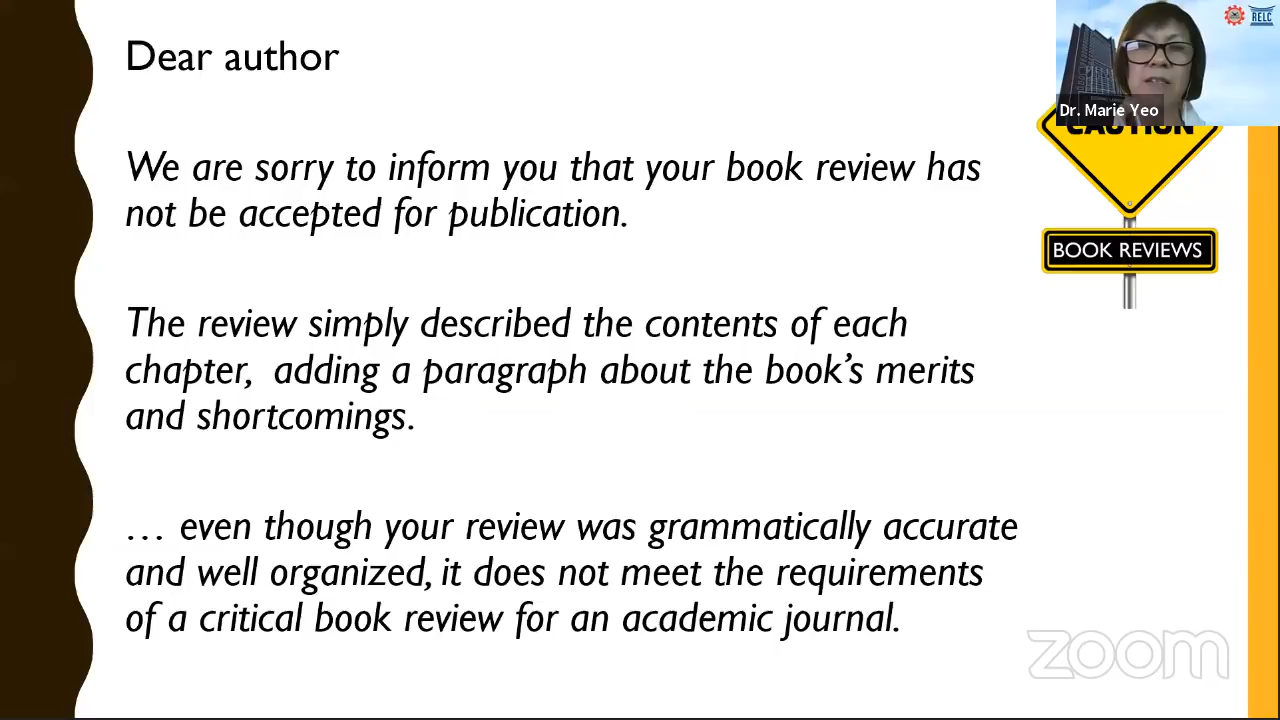 Dear author
We are sorry to inform you that your book review has
not be accepted for publication.
The review simply described the contents of each
chapter,  adding a paragraph about the book’s merits
and shortcomings.
… even though your review was grammatically accurate
and well organized, it does not meet the requirements
of a critical book review for an academic journal.
RELC
Dr. Marie Yeo
CAUTION
BOOK REVIEWS
zoom